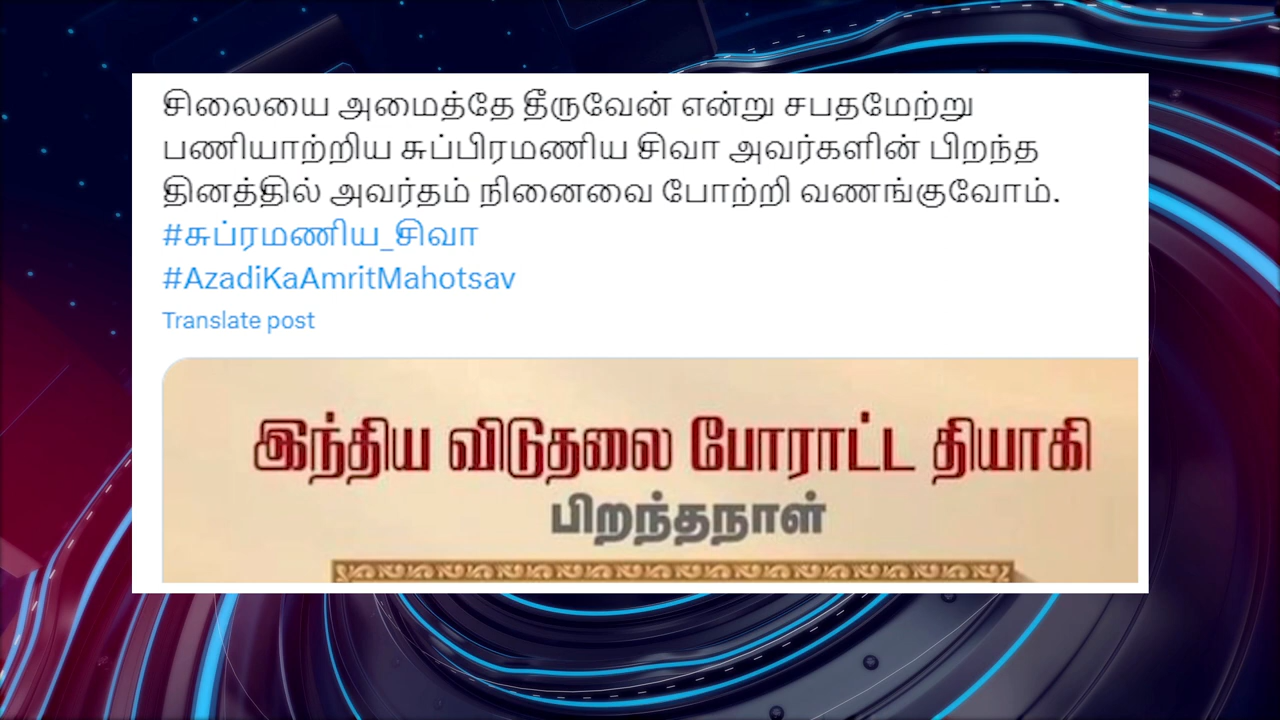 சிலையை அமைத்தே தீருவேன் என்று சபதமேற்று
பணியாற்றிய சுப்பிரமணிய சிவா அவர்களின் பிறந்த
தினத்தில் அவர்தம் நினைவை போற்றி வணங்குவோம்.
#சுப்ரமணிய_சிவா
#AzadiKaAmritMahotsav
Translate post
இந்திய விடுதலை போராட்ட தியாகி
பிறந்தநாள்